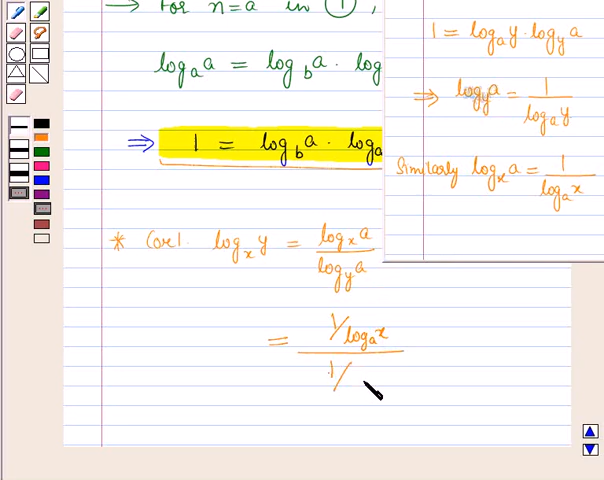 ⇒ For n=a in ①,
log_a a = log_b a · log
⇒ 1 = log_b a · log_a
* Cor1. log_x y = log_x a / log_y a
= 1/log_a x / 1/
1 = log_a y · log_y a
⇒ log_y a = 1 / log_a y
Similarly log_x a = 1 / log_a x